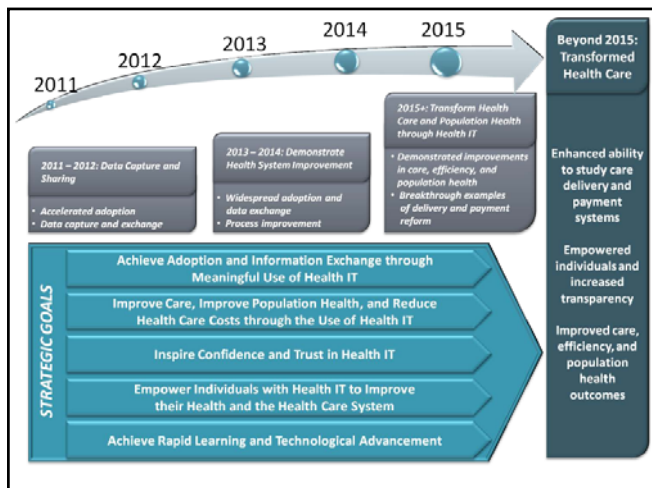 2011
2012
2013
2014
2015
2011 – 2012: Data Capture and
Sharing
• Accelerated adoption
• Data capture and exchange
2013 – 2014: Demonstrate
Health System Improvement
• Widespread adoption and
data exchange
• Process improvement
2015+: Transform Health
Care and Population Health
through Health IT
• Demonstrated improvements
in care, efficiency, and
population health
• Breakthrough examples
of delivery and payment
reform
Beyond 2015:
Transformed
Health Care
Enhanced ability
to study care
delivery and
payment
systems
Empowered
individuals and
increased
transparency
Improved care,
efficiency, and
population
health
outcomes
STRATEGIC GOALS
Achieve Adoption and Information Exchange through
Meaningful Use of Health IT
Improve Care, Improve Population Health, and Reduce
Health Care Costs through the Use of Health IT
Inspire Confidence and Trust in Health IT
Empower Individuals with Health IT to Improve
their Health and the Health Care System
Achieve Rapid Learning and Technological Advancement